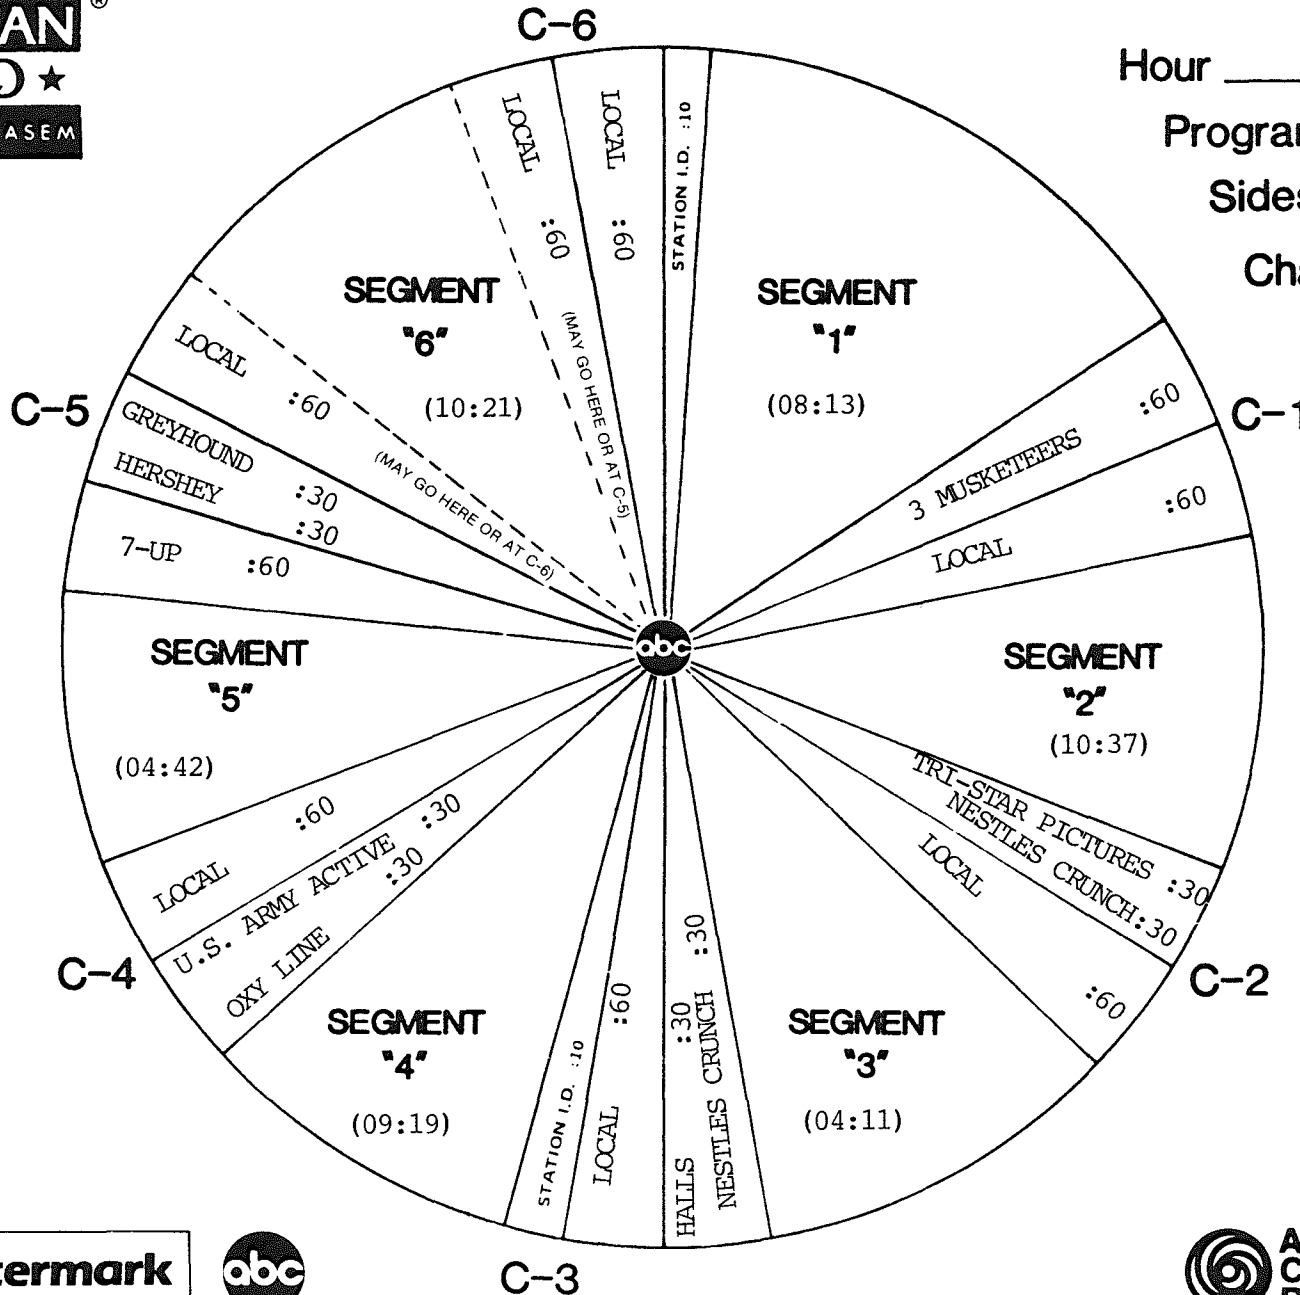 AN ®
ASEM
Hour
C-6
STATION I.D. :10
SEGMENT
"1"
(08:13)
3 MUSKETEERS :60
C-1
LOCAL :60
SEGMENT
"2"
(10:37)
TRI-STAR PICTURES :30
NESTLES CRUNCH :30
C-2
LOCAL :60
SEGMENT
"3"
(04:11)
NESTLES CRUNCH :30
HALLS :30
C-3
LOCAL :60
STATION I.D. :10
SEGMENT
"4"
(09:19)
OXY LINE :30
U.S. ARMY ACTIVE :30
C-4
LOCAL :60
SEGMENT
"5"
(04:42)
7-UP :60
HERSHEY :30
GREYHOUND :30
C-5
LOCAL :60
(MAY GO HERE OR AT C-6)
SEGMENT
"6"
(10:21)
LOCAL :60
(MAY GO HERE OR AT C-5)
LOCAL :60
abc
termark
abc